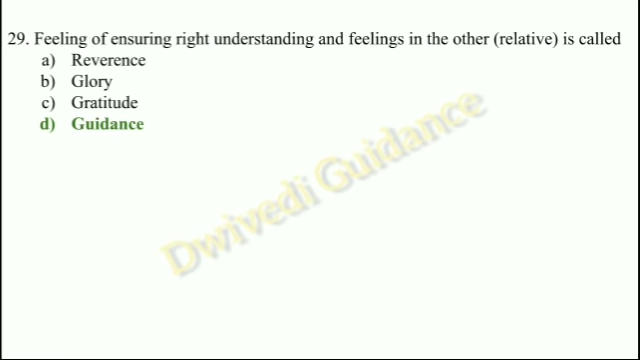 29. Feeling of ensuring right understanding and feelings in the other (relative) is called
a) Reverence
b) Glory
c) Gratitude
d) Guidance
Dwivedi Guidance